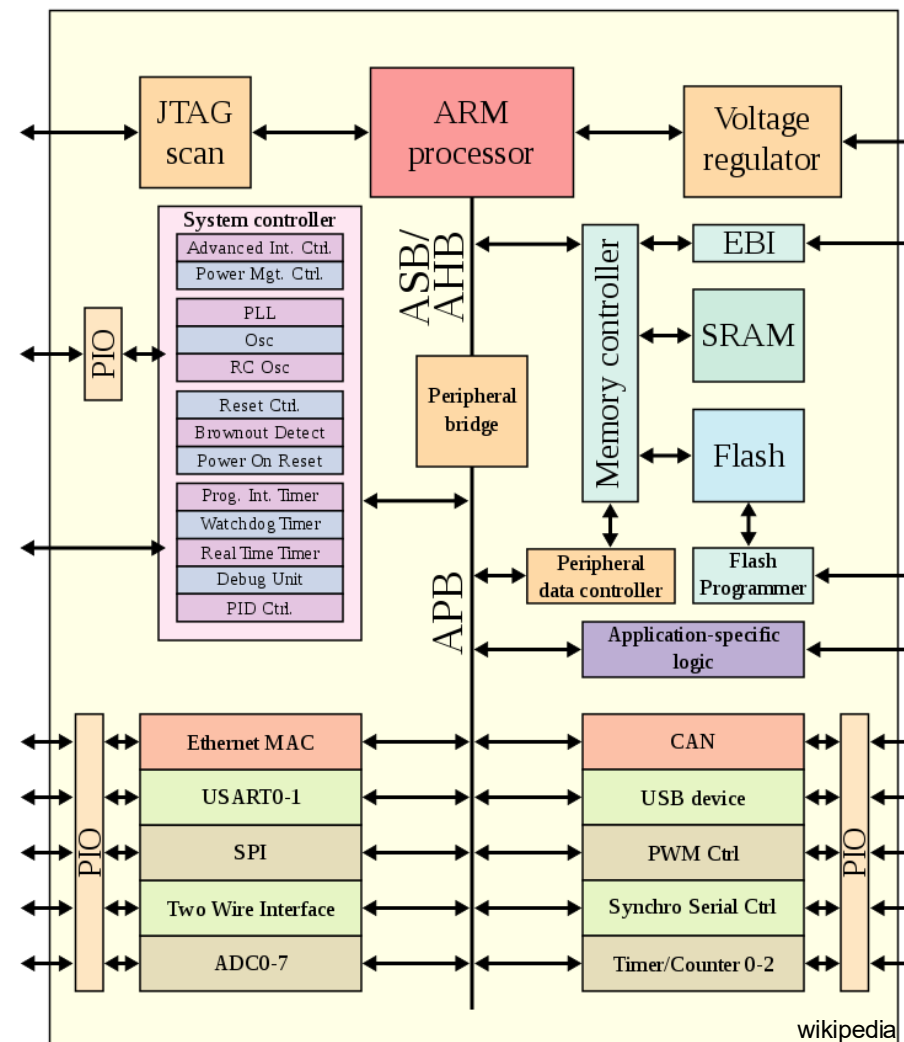 JTAG
scan
ARM
processor
Voltage
regulator
System controller
Advanced Int. Ctrl.
Power Mgt. Ctrl.
PLL
Osc
RC Osc
Reset Ctrl.
Brownout Detect
Power On Reset
Prog. Int. Timer
Watchdog Timer
Real Time Timer
Debug Unit
PID Ctrl.
PIO
ASB/
AHB
Peripheral
bridge
APB
Memory controller
EBI
SRAM
Flash
Peripheral
data controller
Flash
Programmer
Application-specific
logic
PIO
Ethernet MAC
USART0-1
SPI
Two Wire Interface
ADC0-7
CAN
USB device
PWM Ctrl
Synchro Serial Ctrl
Timer/Counter 0-2
PIO
wikipedia